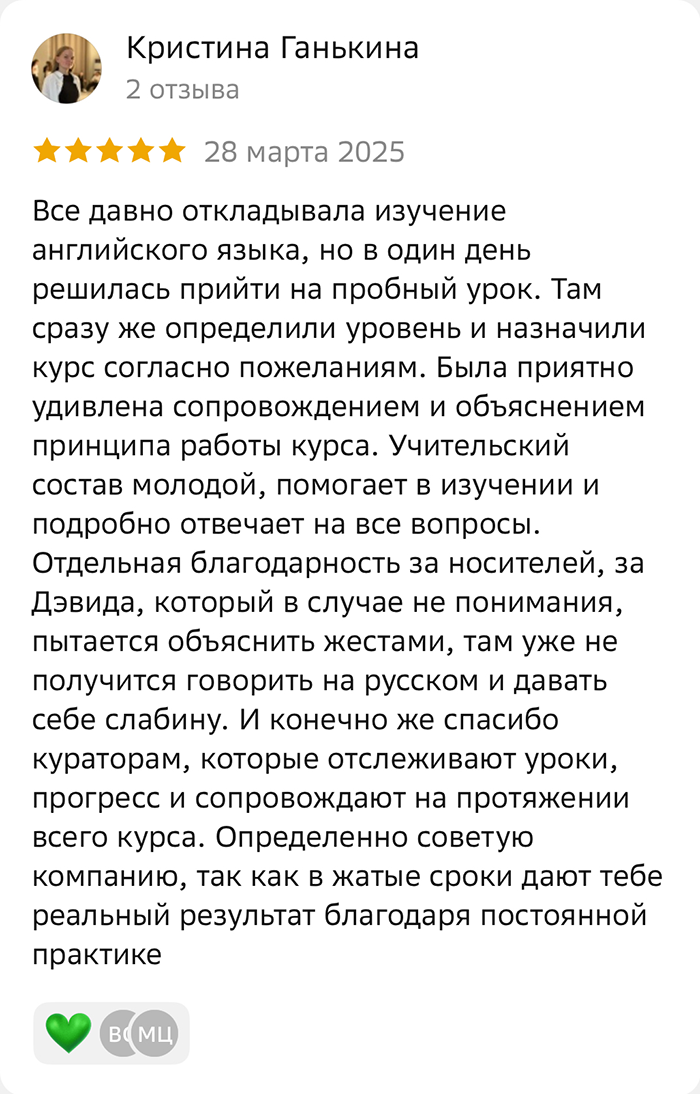 Кристина Ганькина
2 отзыва
28 марта 2025
Все давно откладывала изучение
английского языка, но в один день
решилась прийти на пробный урок. Там
сразу же определили уровень и назначили
курс согласно пожеланиям. Была приятно
удивлена сопровождением и объяснением
принципа работы курса. Учительский
состав молодой, помогает в изучении и
подробно отвечает на все вопросы.
Отдельная благодарность за носителей, за
Дэвида, который в случае не понимания,
пытается объяснить жестами, там уже не
получится говорить на русском и давать
себе слабину. И конечно же спасибо
кураторам, которые отслеживают уроки,
прогресс и сопровождают на протяжении
всего курса. Определенно советую
компанию, так как в жатые сроки дают тебе
реальный результат благодаря постоянной
практике
МЦ